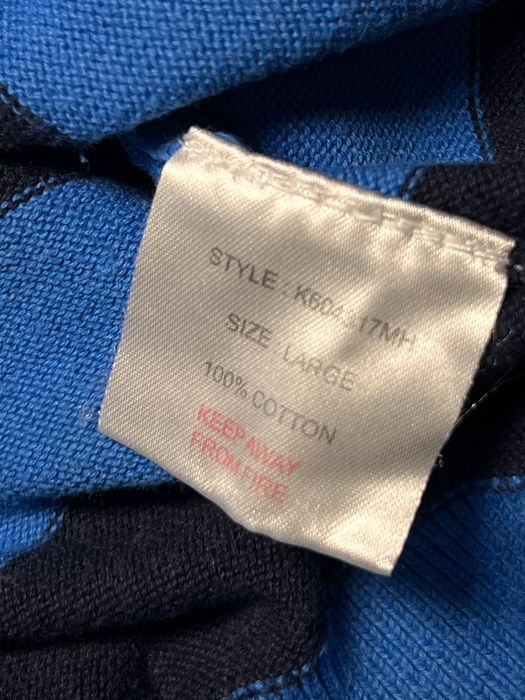 STYLE :
SIZE : LARGE
100% COTTON
KEEP AWAY
FROM FIRE